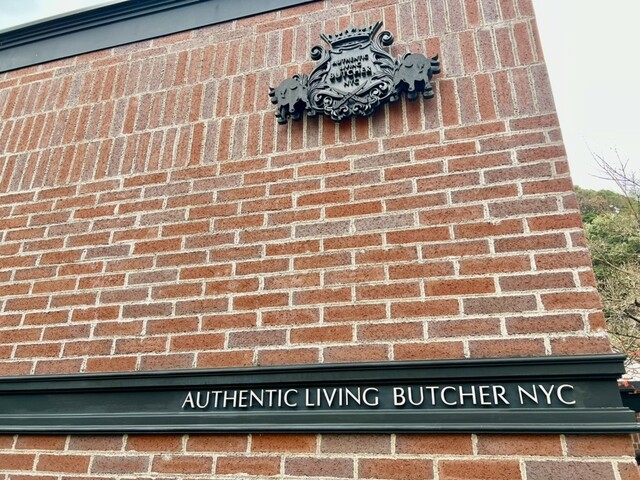 AUTHENTIC
LIVING
BUTCHER
NYC
AUTHENTIC LIVING BUTCHER NYC